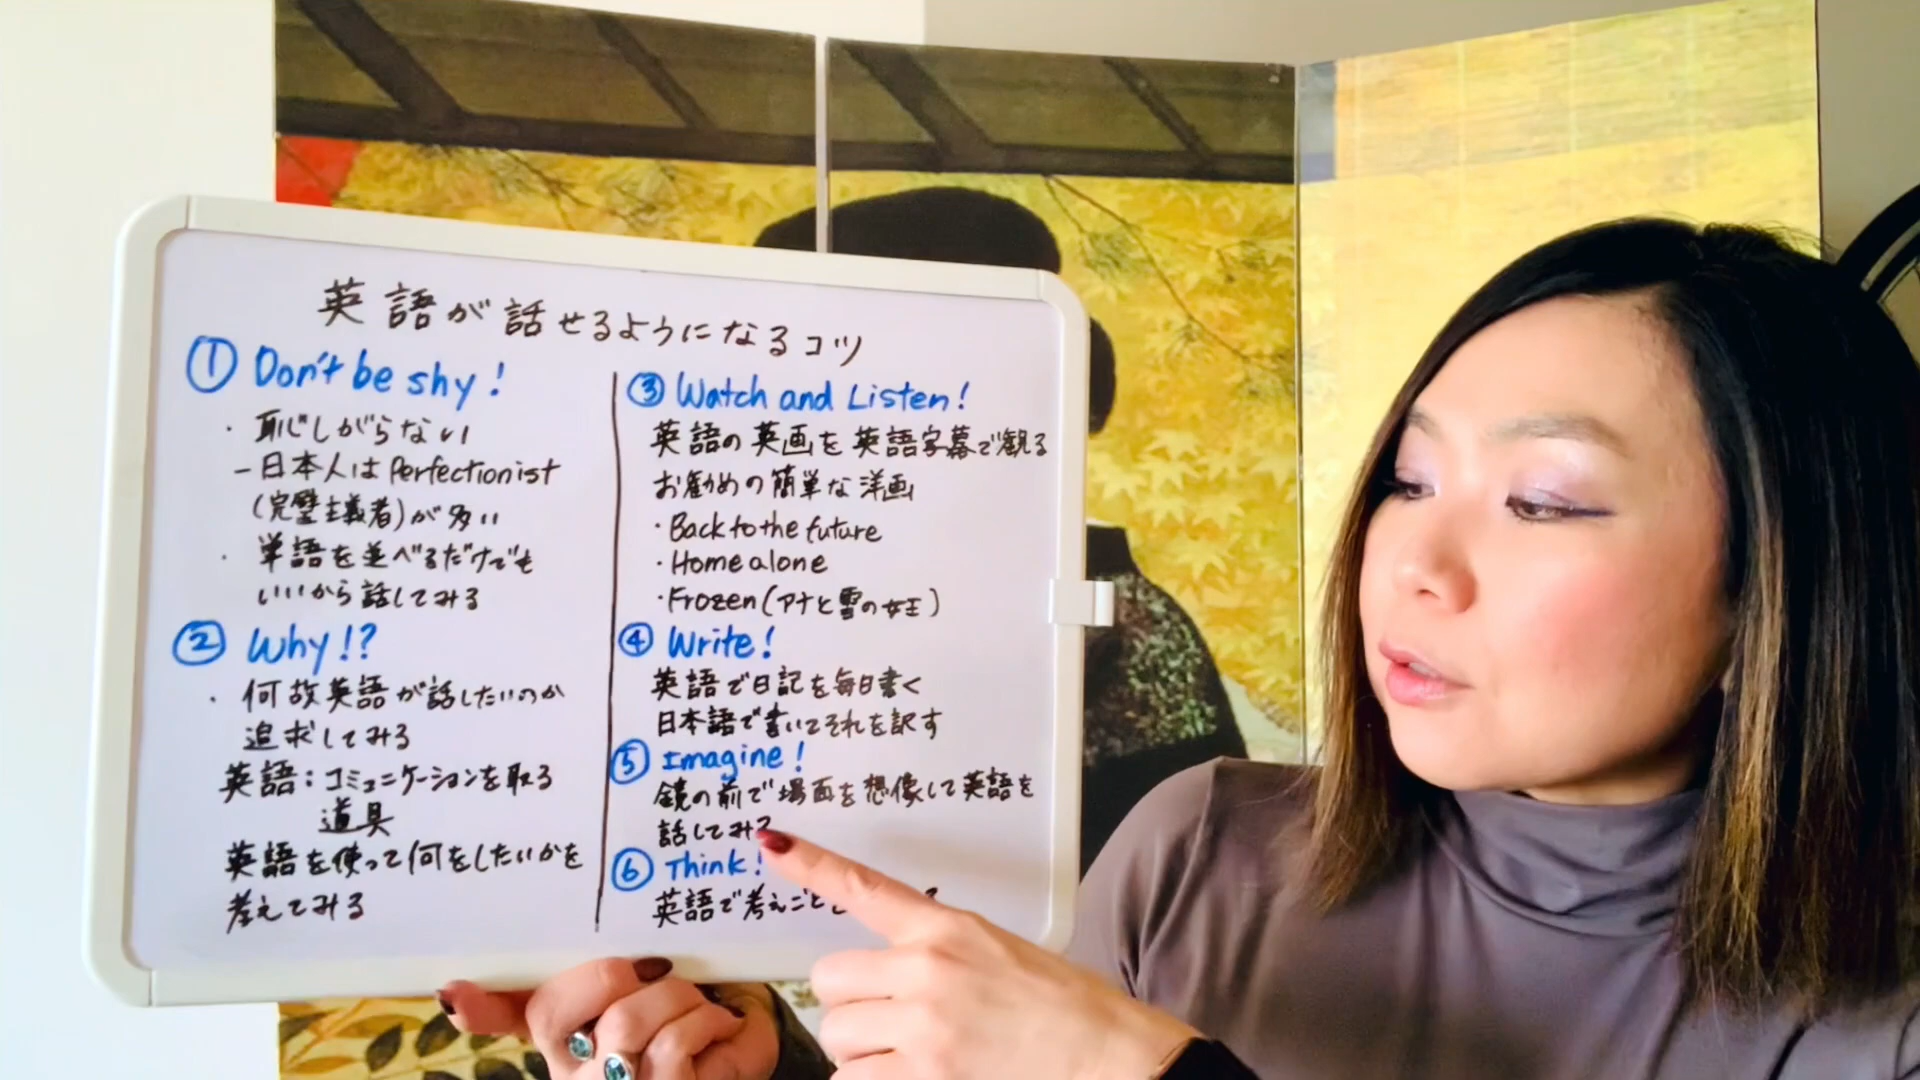 英語が話せるようになるコツ
① Don't be shy!
・恥じしがらない
－日本人はPerfectionist
(完璧主義者)が多い
・単語を並べるだけでも
いいから話してみる
② Why!?
・何故英語が話したいのか
追求してみる
英語：コミュニケーションを取る
道具
英語を使って何をしたいかを
考えてみる
③ Watch and Listen!
英語の英画を英語字幕で観る
お勧めの簡単な洋画
・Back to the future
・Home alone
・Frozen(アナと雪の女王)
④ Write!
英語で日記を毎日書く
日本語で書いてそれを訳す
⑤ Imagine!
鏡の前で場面を想像して英語を
話してみる
⑥ Think!
英語で考えごと